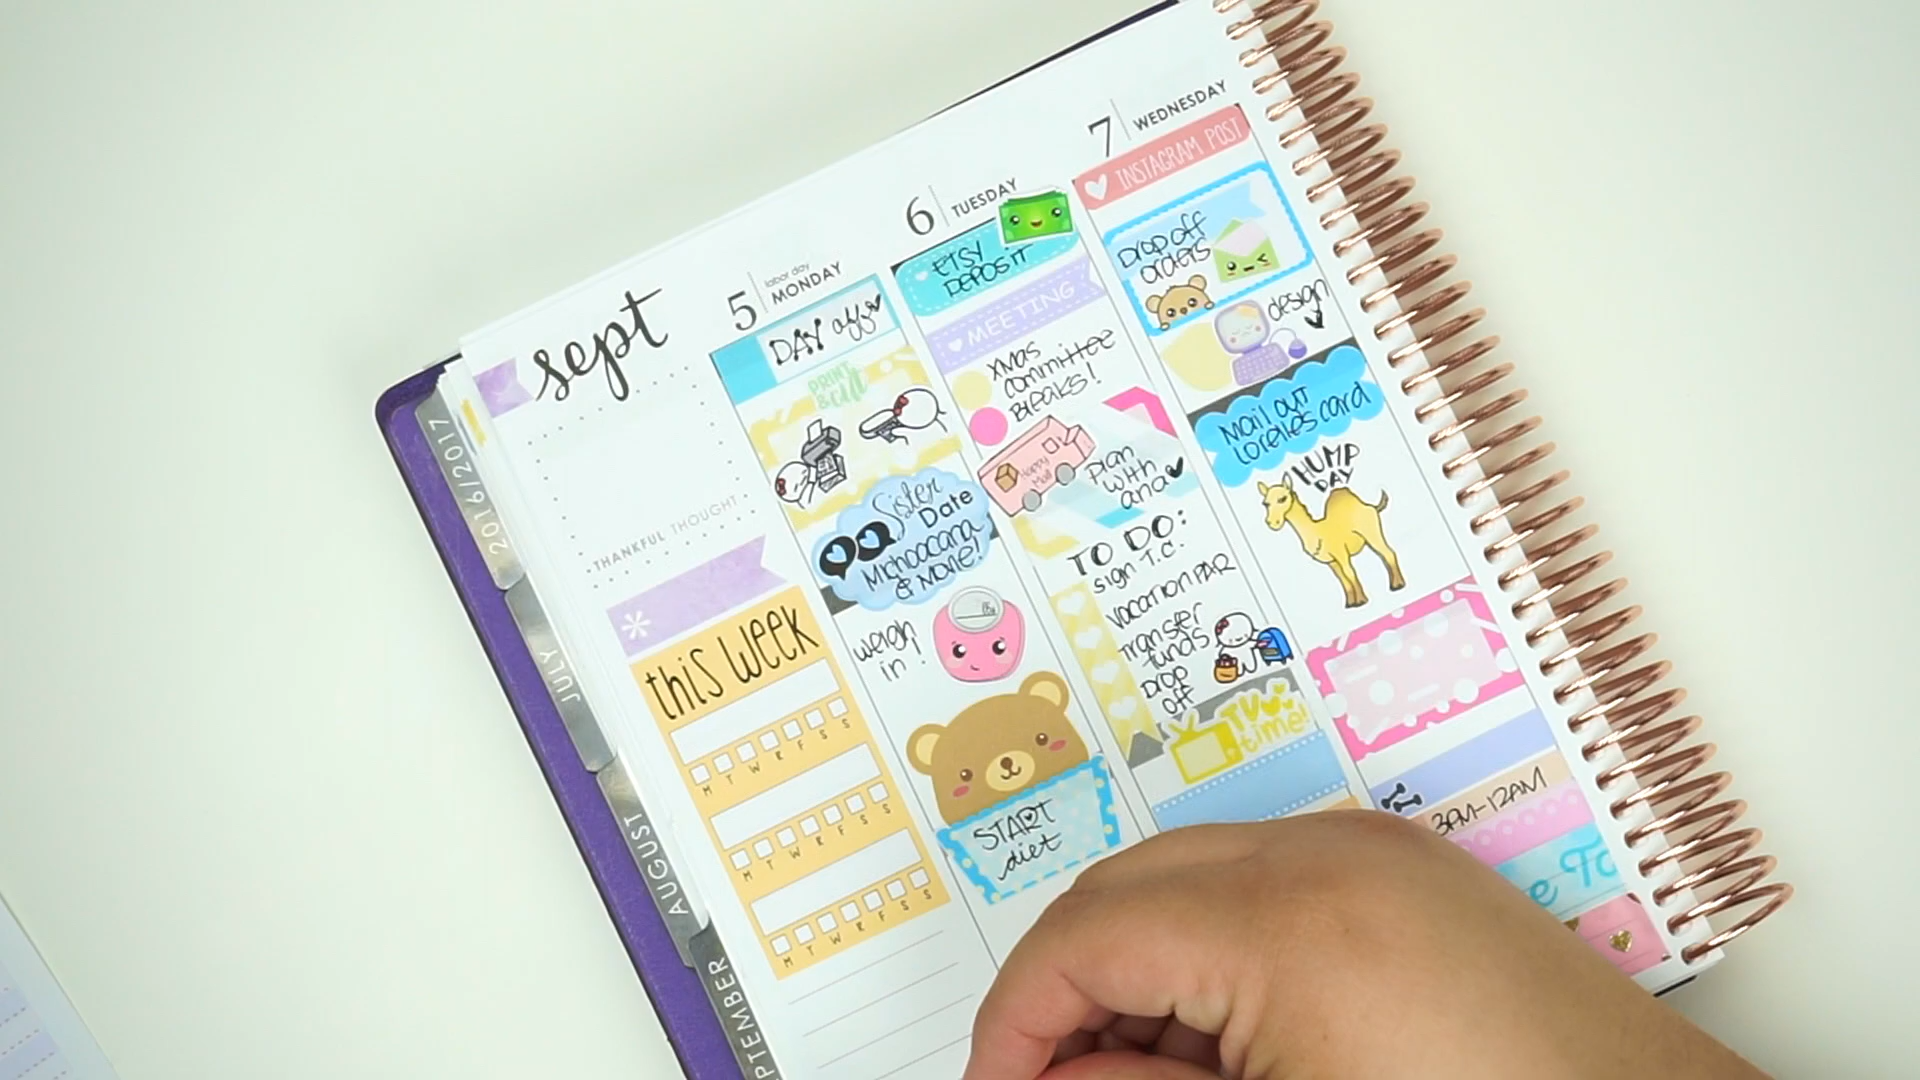 2016/2017
JULY
AUGUST
sept
THANKFUL THOUGHT
this week
M T W R F S S
M T W R F S S
M T W R F S S
5
labor day
MONDAY
DAY off
PRINT
& CUT
Sister
Date
Michoacana
& more!
weigh
in!
START
diet
6
TUESDAY
ETSY
DEPOSIT
MEETING
XMAS
committee
BREAKS!
Happy
Mail
Plan
with
ana
TO DO:
sign T.C.
VACATION PAR
Transfer
funds
Drop
off
TV
time!
7
WEDNESDAY
INSTAGRAM POST
Drop off
orders
design
Mail out
Lorelles card
HUMP
DAY
3PM-12AM